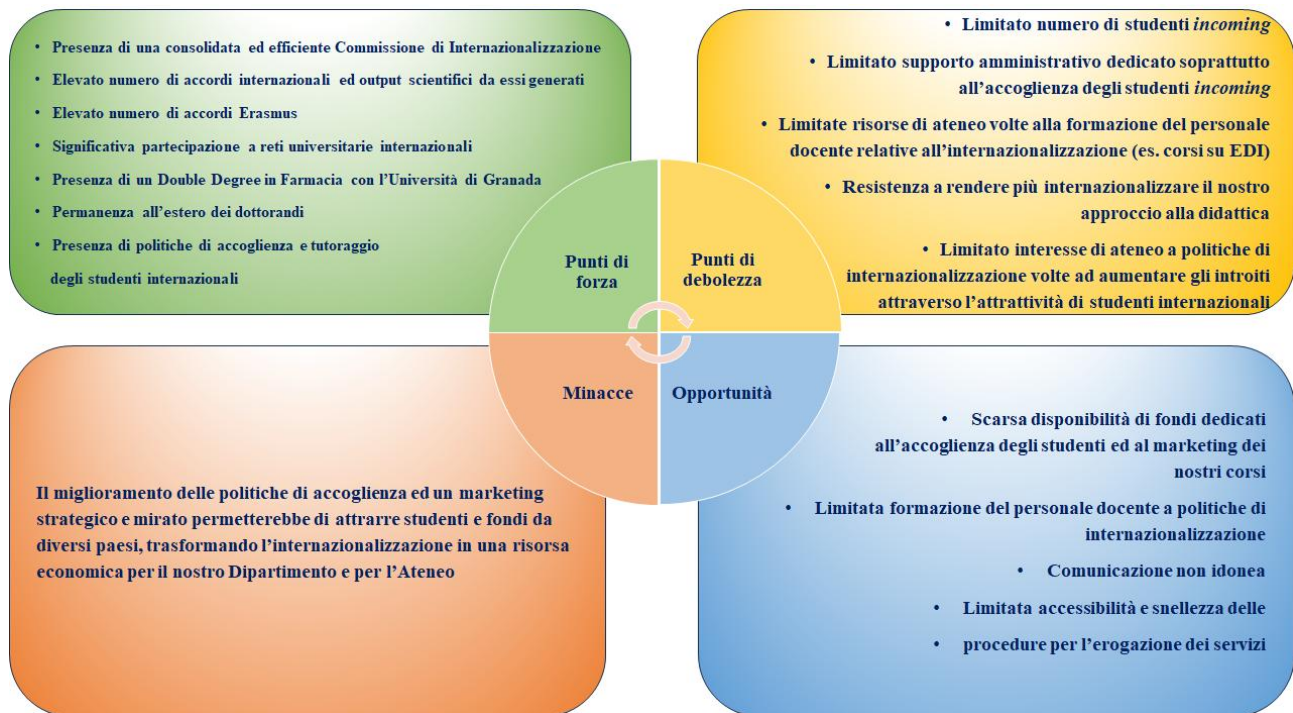 • Presenza di una consolidata ed efficiente Commissione di Internazionalizzazione
• Elevato numero di accordi internazionali ed output scientifici da essi generati
• Elevato numero di accordi Erasmus
• Significativa partecipazione a reti universitarie internazionali
• Presenza di un Double Degree in Farmacia con l’Università di Granada
• Permanenza all’estero dei dottorandi
• Presenza di politiche di accoglienza e tutoraggio
degli studenti internazionali
• Limitato numero di studenti incoming
• Limitato supporto amministrativo dedicato soprattutto
all’accoglienza degli studenti incoming
• Limitate risorse di ateneo volte alla formazione del personale
docente relative all’internazionalizzazione (es. corsi su EDI)
• Resistenza a rendere più internazionalizzare il nostro
approccio alla didattica
• Limitato interesse di ateneo a politiche di
internazionalizzazione volte ad aumentare gli introiti
attraverso l’attrattività di studenti internazionali
Punti di
forza
Punti di
debolezza
Minacce
Opportunità
Il miglioramento delle politiche di accoglienza ed un marketing
strategico e mirato permetterebbe di attrarre studenti e fondi da
diversi paesi, trasformando l’internazionalizzazione in una risorsa
economica per il nostro Dipartimento e per l’Ateneo
• Scarsa disponibilità di fondi dedicati
all’accoglienza degli studenti ed al marketing dei
nostri corsi
• Limitata formazione del personale docente a politiche di
internazionalizzazione
• Comunicazione non idonea
• Limitata accessibilità e snellezza delle
• procedure per l’erogazione dei servizi